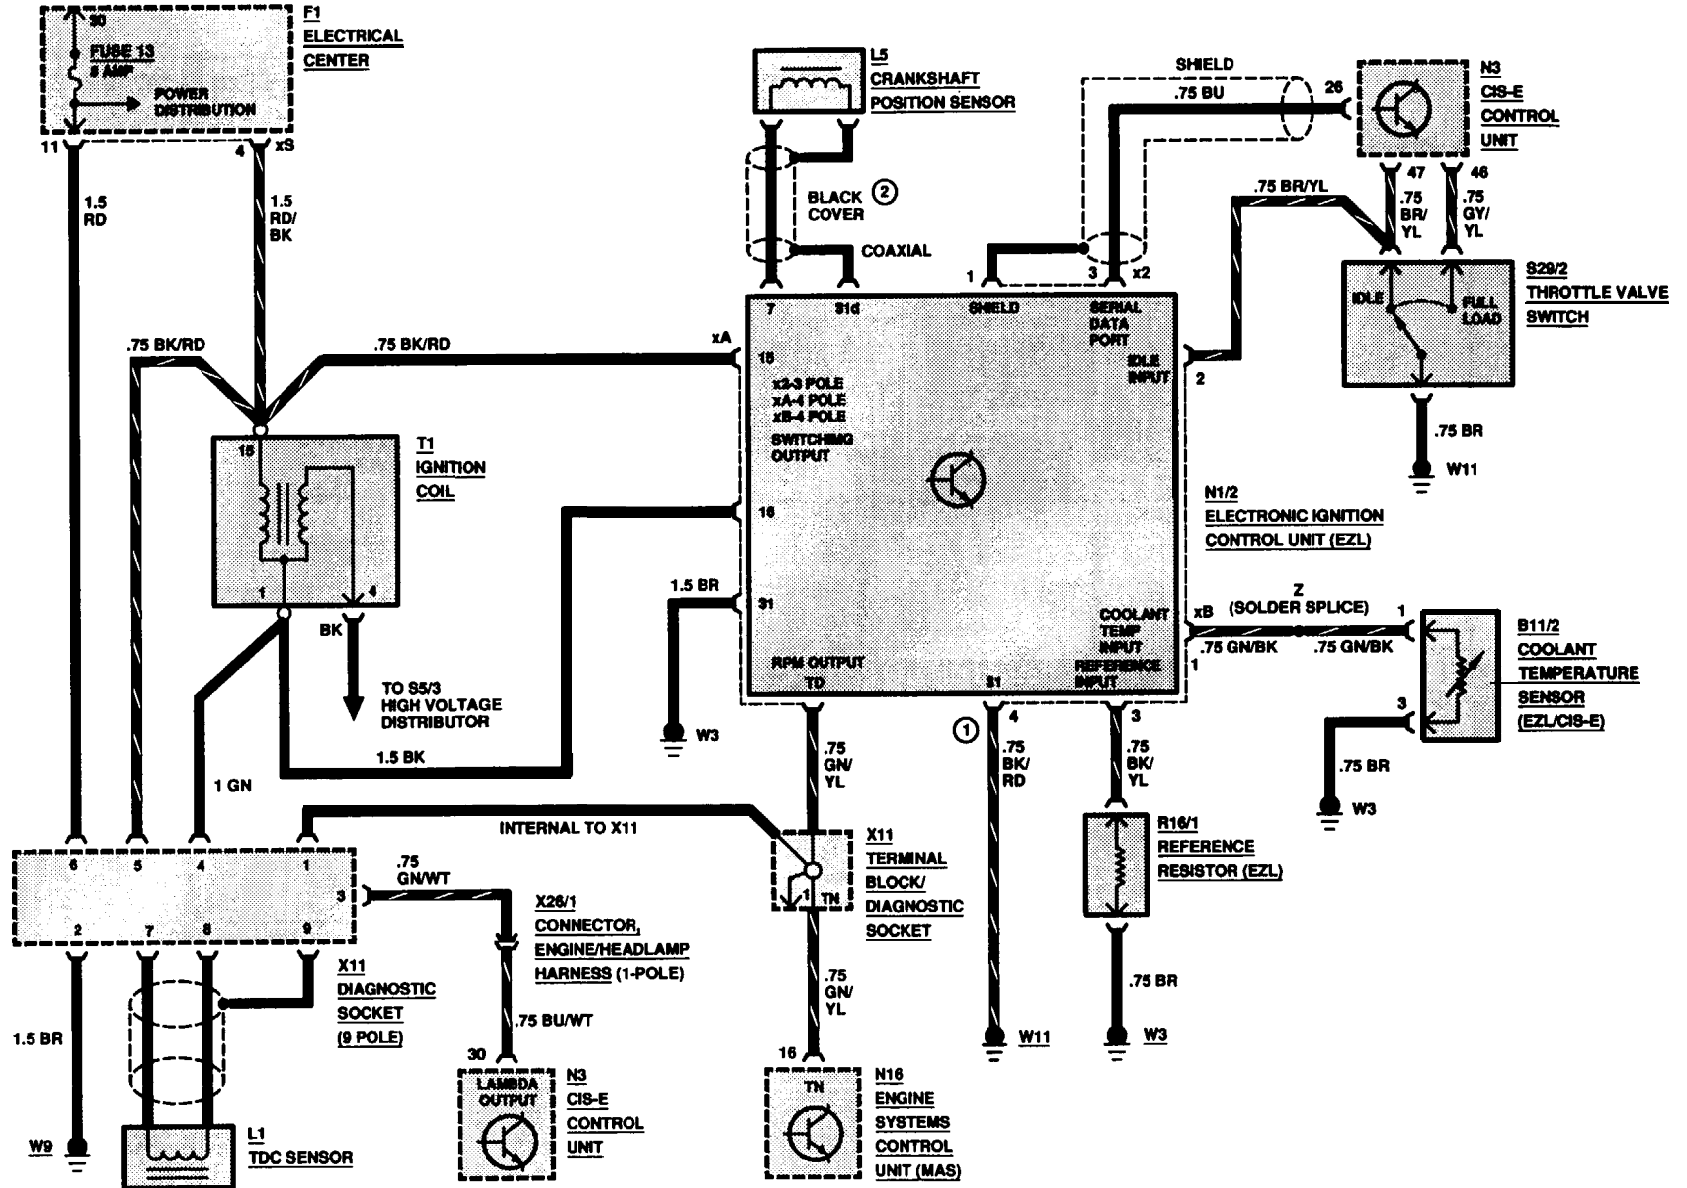 30
FUSE 13
8 AMP
POWER
DISTRIBUTION
F1
ELECTRICAL
CENTER
11
4
xS
1.5
RD
1.5
RD/
BK
L5
CRANKSHAFT
POSITION SENSOR
BLACK
COVER
2
COAXIAL
SHIELD
.75 BU
26
N3
CIS-E
CONTROL
UNIT
47
46
.75
BR/
YL
.75
GY/
YL
.75 BR/YL
1
3
x2
IDLE
FULL
LOAD
S29/2
THROTTLE VALVE
SWITCH
.75 BR
W11
.75 BK/RD
.75 BK/RD
xA
7
31d
SHIELD
SERIAL
DATA
PORT
IDLE
INPUT
2
15
x2-3 POLE
xA-4 POLE
xB-4 POLE
SWITCHING
OUTPUT
16
31
N1/2
ELECTRONIC IGNITION
CONTROL UNIT (EZL)
COOLANT
TEMP
INPUT
REFERENCE
INPUT
RPM OUTPUT
TD
31
15
T1
IGNITION
COIL
1
4
BK
TO S5/3
HIGH VOLTAGE
DISTRIBUTOR
1.5 BR
W3
1.5 BK
1 GN
xB
1
Z
(SOLDER SPLICE)
.75 GN/BK
.75 GN/BK
1
3
B11/2
COOLANT
TEMPERATURE
SENSOR
(EZL/CIS-E)
.75 BR
W3
.75
GN/
YL
1
4
.75
BK/
RD
3
.75
BK/
YL
R16/1
REFERENCE
RESISTOR (EZL)
.75 BR
W3
W11
INTERNAL TO X11
X11
TERMINAL
BLOCK/
DIAGNOSTIC
SOCKET
1
TN
.75
GN/
YL
16
TN
N16
ENGINE
SYSTEMS
CONTROL
UNIT (MAS)
6
5
4
1
3
2
7
8
9
.75
GN/WT
X26/1
CONNECTOR,
ENGINE/HEADLAMP
HARNESS (1-POLE)
.75 BU/WT
30
LAMBDA
OUTPUT
N3
CIS-E
CONTROL
UNIT
X11
DIAGNOSTIC
SOCKET
(9 POLE)
1.5 BR
W9
L1
TDC SENSOR